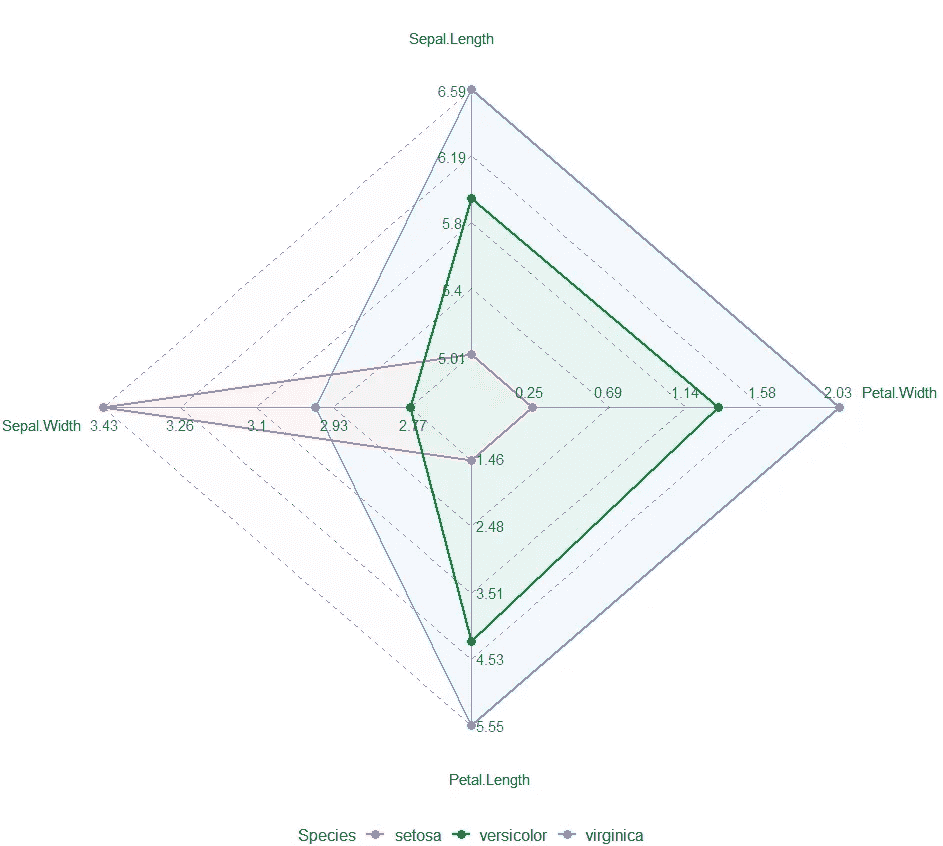 Sepal.Length
6.59
6.19
5.8
5.4
5.01
0.25 0.69 1.14 1.58 2.03 Petal.Width
Sepal.Width 3.43 3.26 3.1 2.93 2.77
1.46
2.48
3.51
4.53
5.55
Petal.Length
Species setosa versicolor virginica